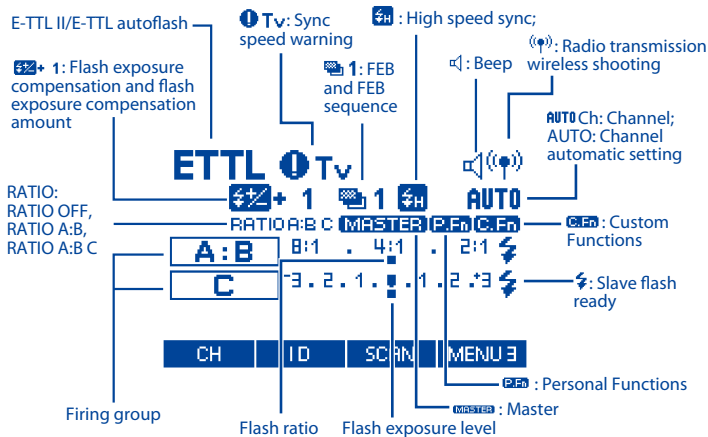 E-TTL II/E-TTL autoflash
Tv: Sync
speed warning
H : High speed sync;
: Radio transmission
wireless shooting
+ 1: Flash exposure
compensation and flash
exposure compensation
amount
1: FEB
and FEB
sequence
: Beep
AUTO Ch: Channel;
AUTO: Channel
automatic setting
ETTL ! Tv
+ 1 1 H AUTO
RATIO:
RATIO OFF,
RATIO A:B,
RATIO A:B C
RATIO A:B C MASTER P.Fn C.Fn
C.Fn : Custom
Functions
A:B 8:1 . 4:1 . 2:1
C -3.2.1.!.1.2.+3
: Slave flash
ready
CH ID SCAN MENU 3
P.Fn : Personal Functions
MASTER : Master
Firing group
Flash ratio
Flash exposure level